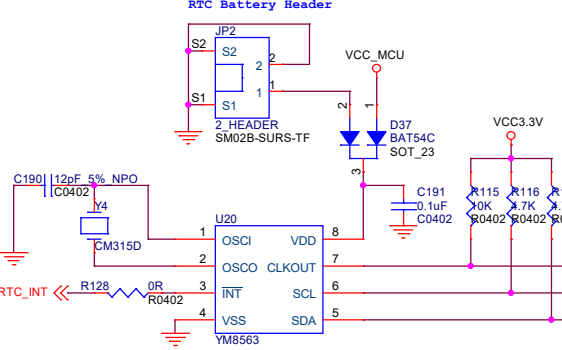 RTC Battery Header
JP2
S2
S2
2
2
S1
S1
1
1
2_HEADER
SM02B-SURS-TF
VCC_MCU
2
1
D37
BAT54C
SOT_23
3
VCC3.3V
C190
12pF_5%_NPO
C0402
Y4
CM315D
C191
0.1uF
C0402
R115
10K
R0402
R116
4.7K
R0402
U20
1
OSCI
VDD
8
2
OSCO
CLKOUT
7
3
INT
SCL
6
4
VSS
SDA
5
YM8563
RTC_INT
R128
0R
R0402